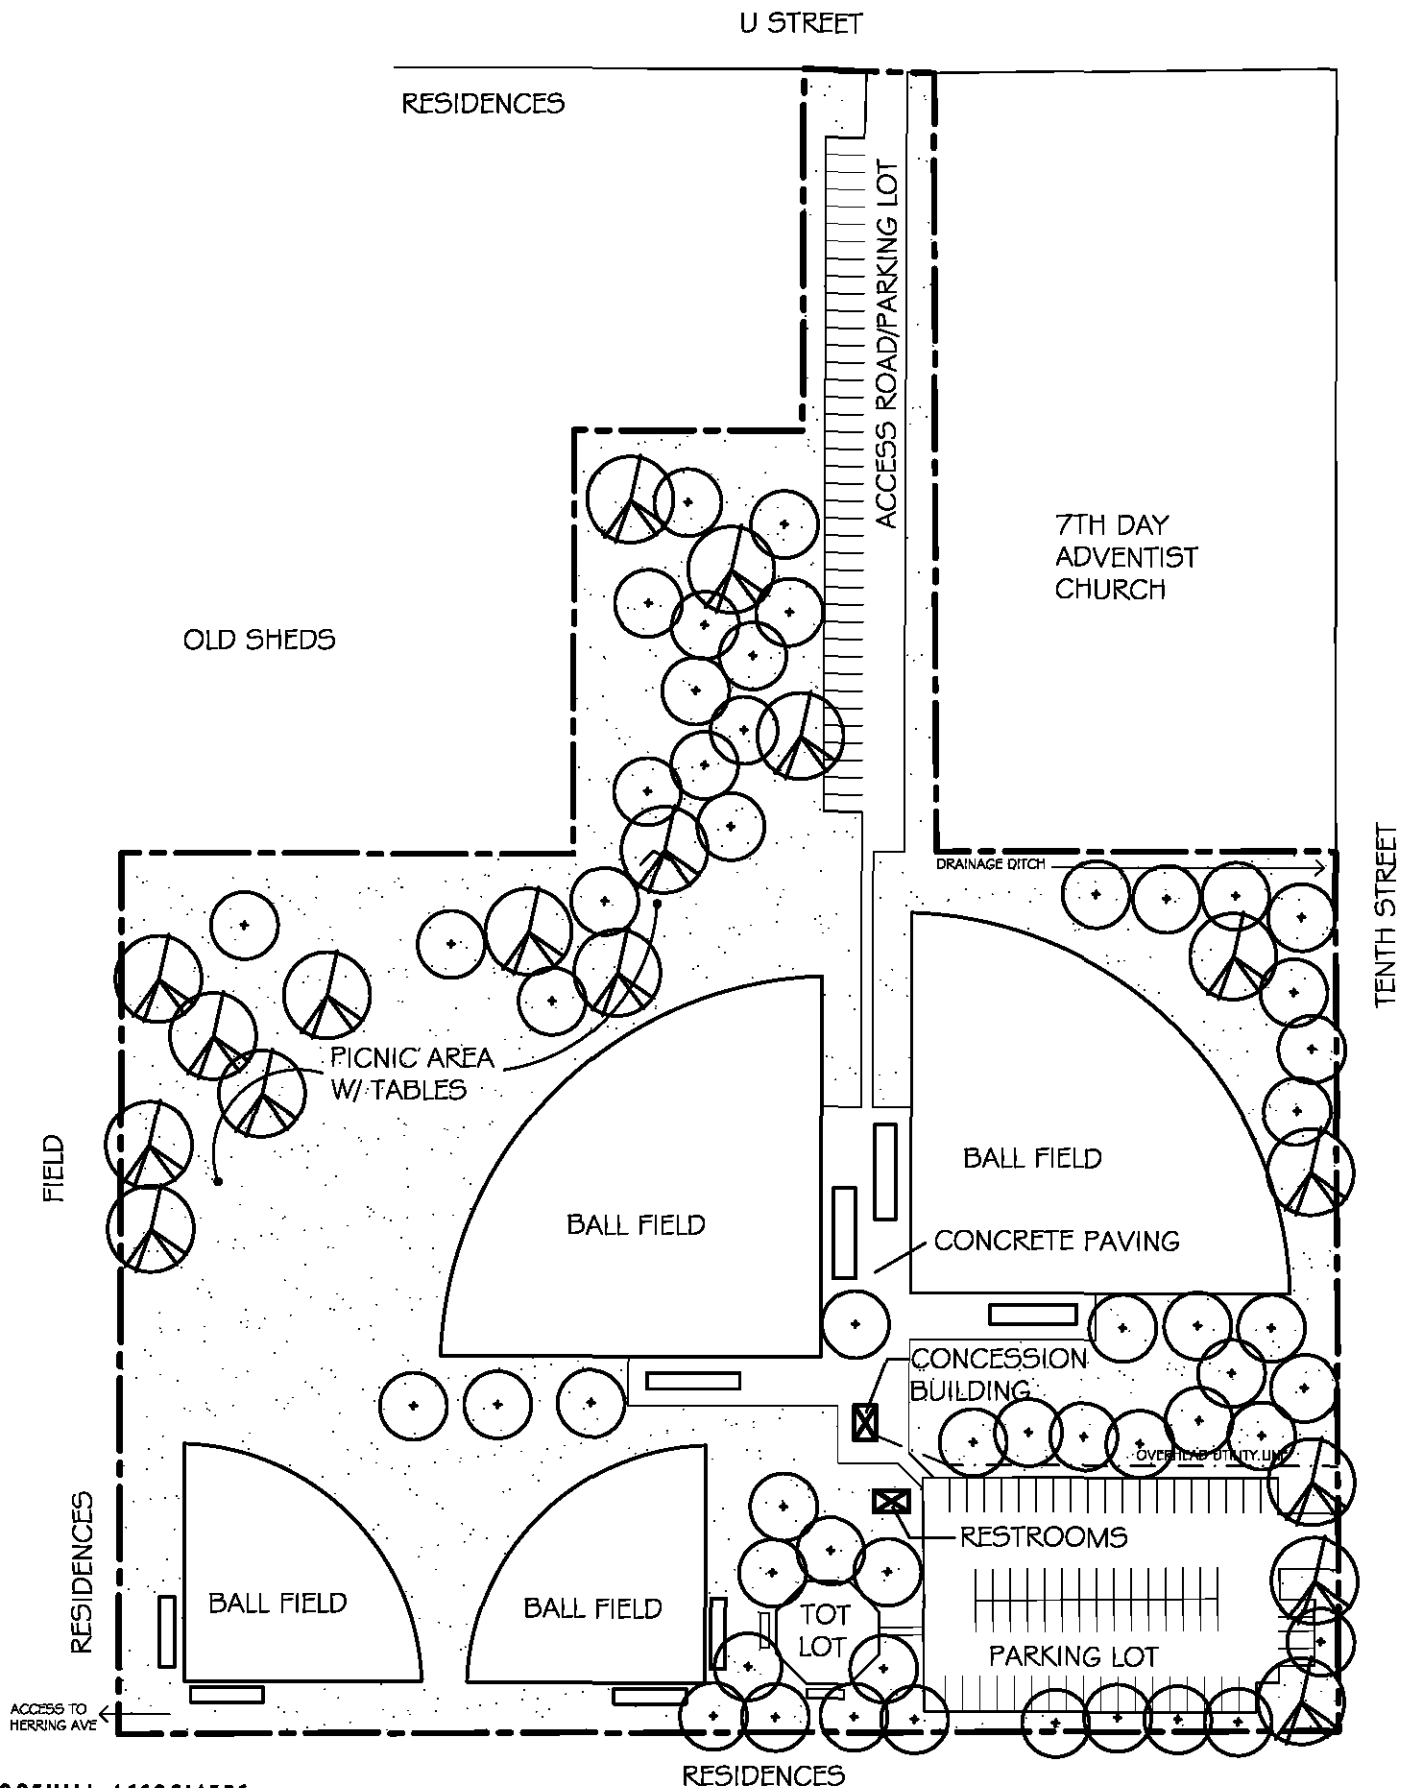 U STREET
RESIDENCES
ACCESS ROAD/PARKING LOT
7TH DAY
ADVENTIST
CHURCH
OLD SHEDS
DRAINAGE DITCH
TENTH STREET
PICNIC AREA
W/ TABLES
FIELD
BALL FIELD
BALL FIELD
CONCRETE PAVING
CONCESSION
BUILDING
OVERHEAD UTILITY LINE
RESTROOMS
RESIDENCES
BALL FIELD
BALL FIELD
TOT
LOT
PARKING LOT
ACCESS TO
HERRING AVE
RESIDENCES